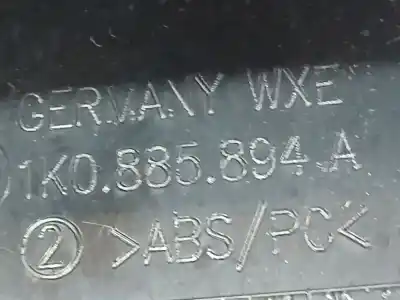 GERMANY WXE
1K0.885.894.A
② >ABS/PC<